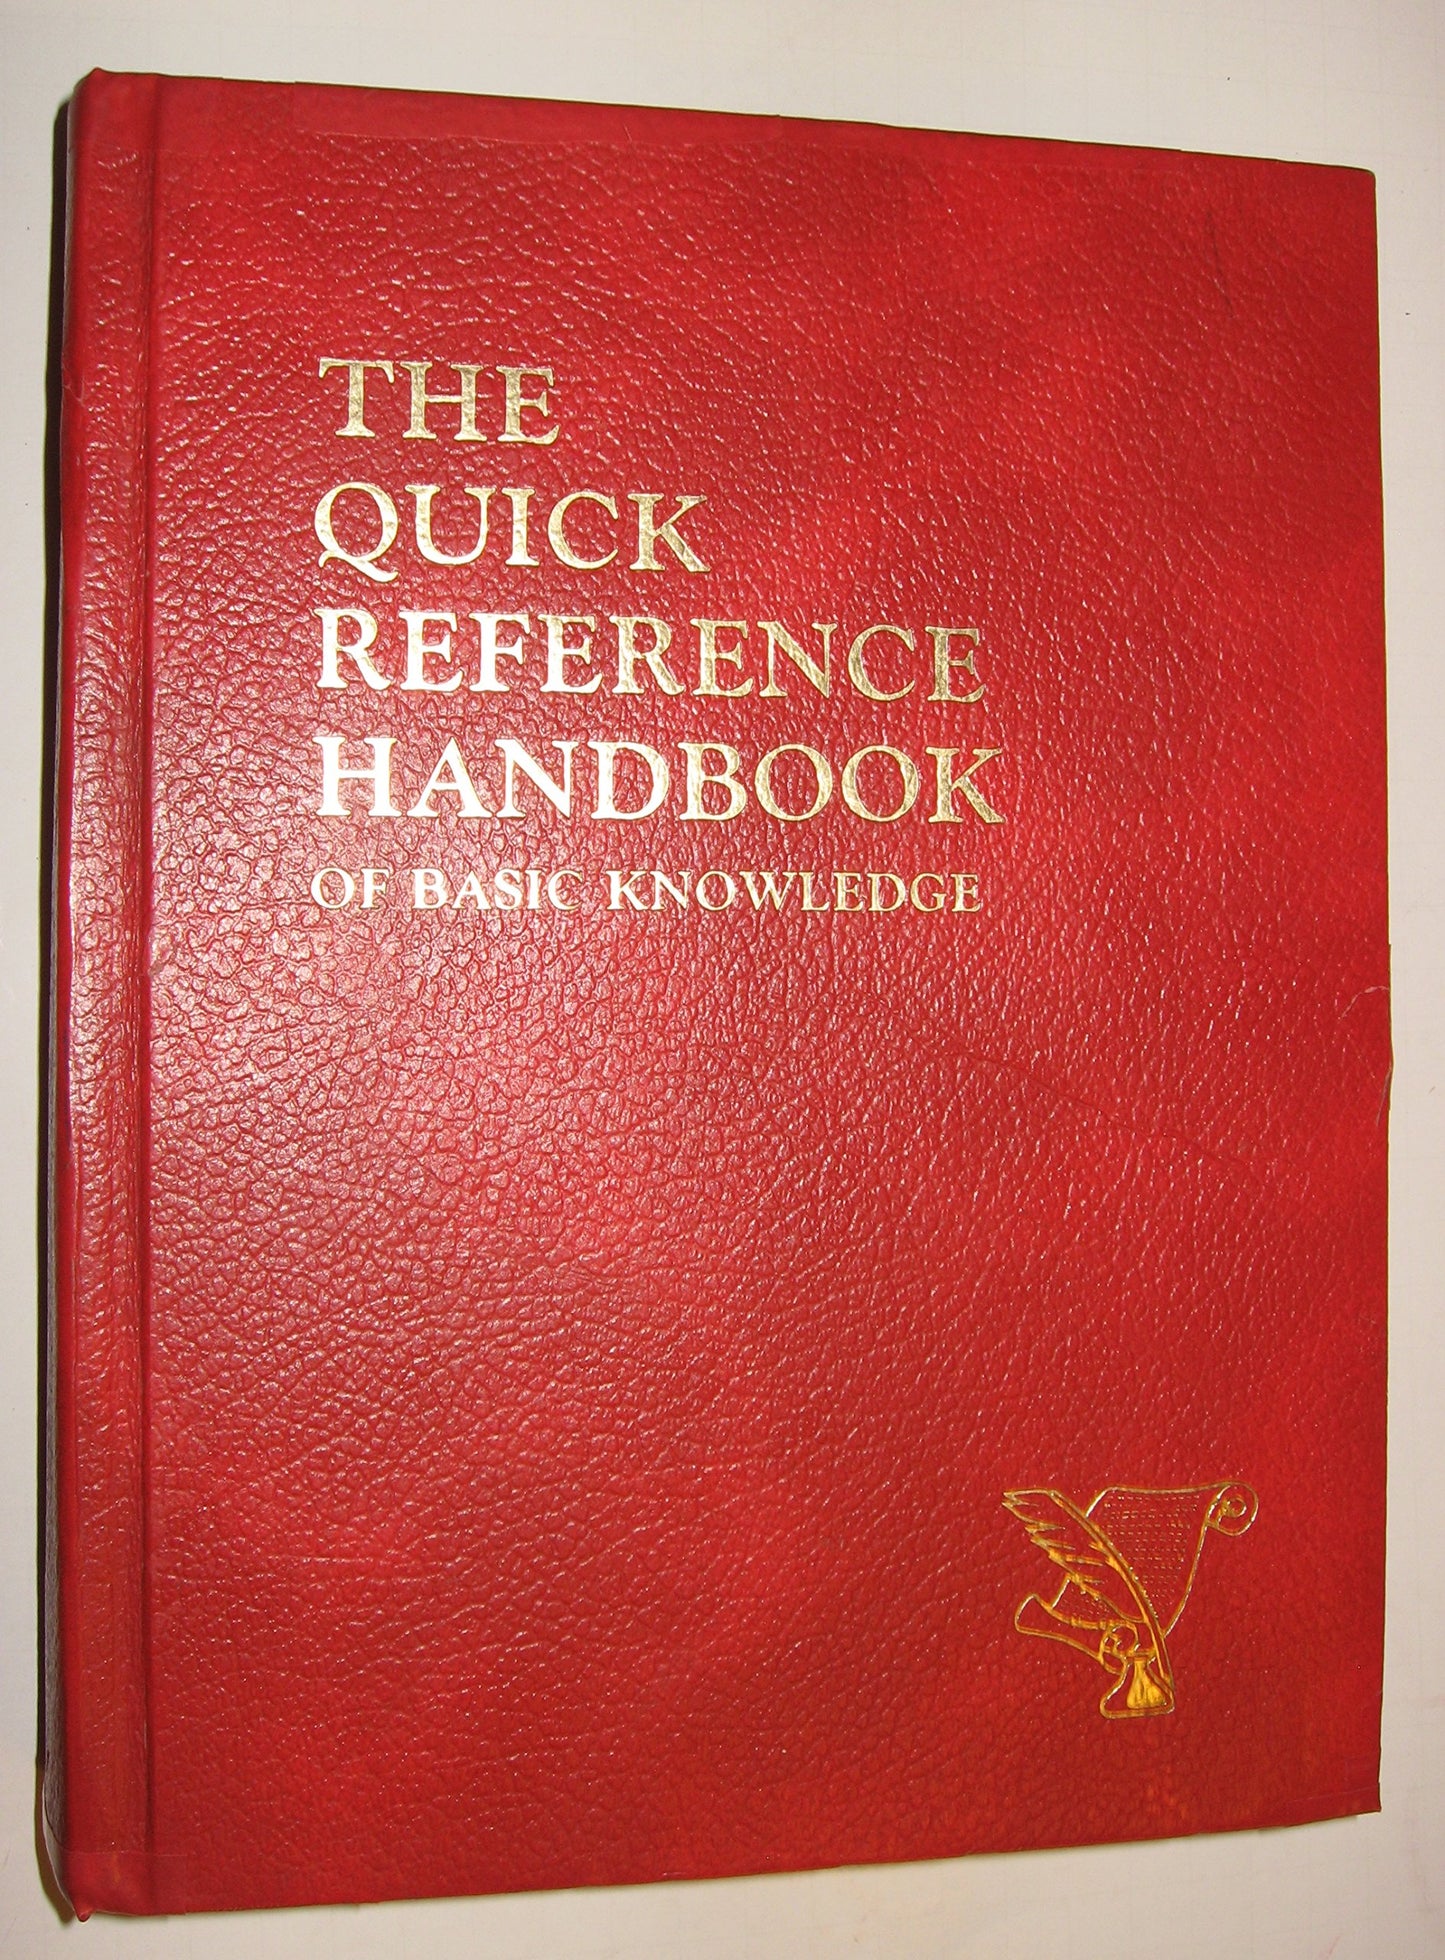 THE
QUICK
REFERENCE
HANDBOOK
OF BASIC KNOWLEDGE